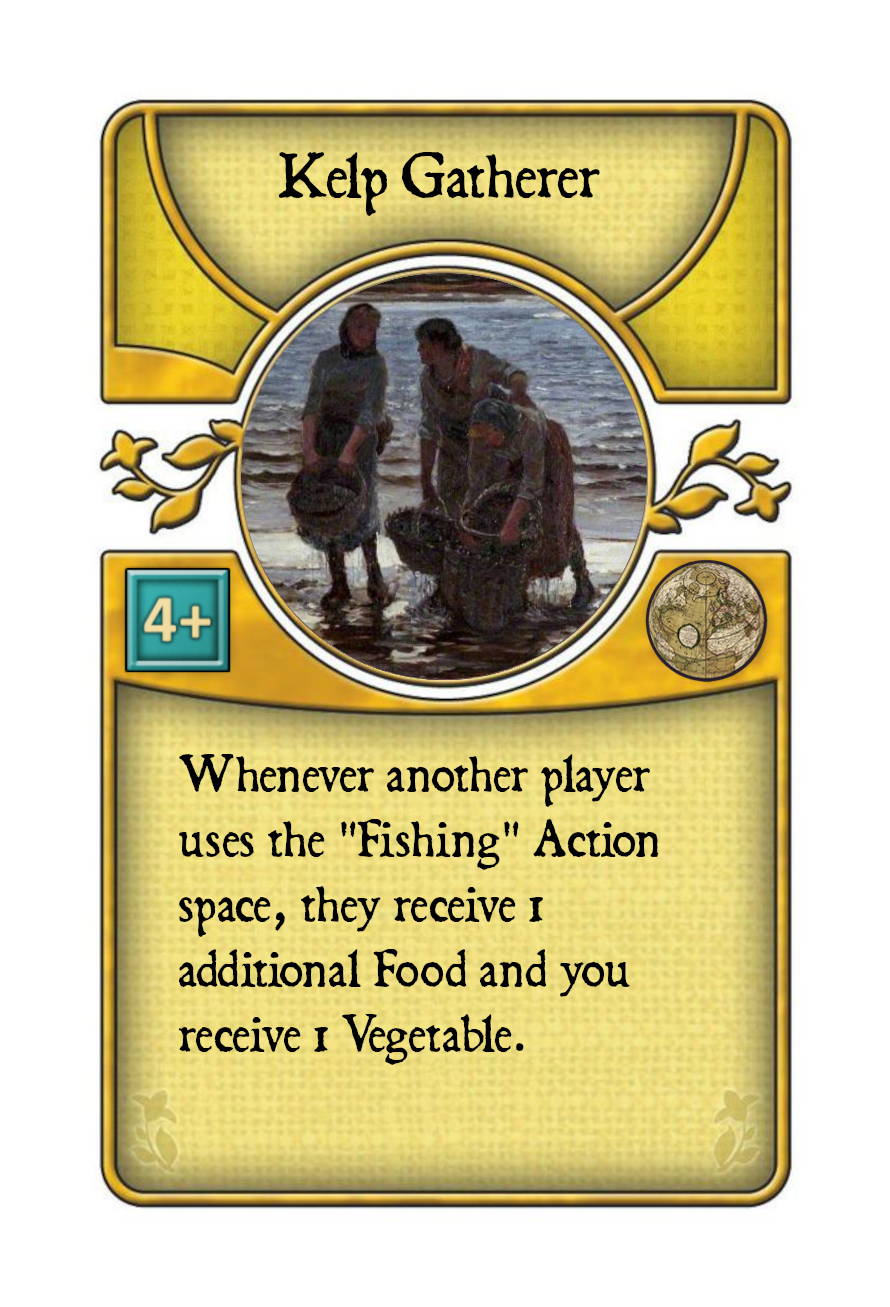 Kelp Gatherer
4+
Whenever another player
uses the "Fishing" Action
space, they receive 1
additional Food and you
receive 1 Vegetable.